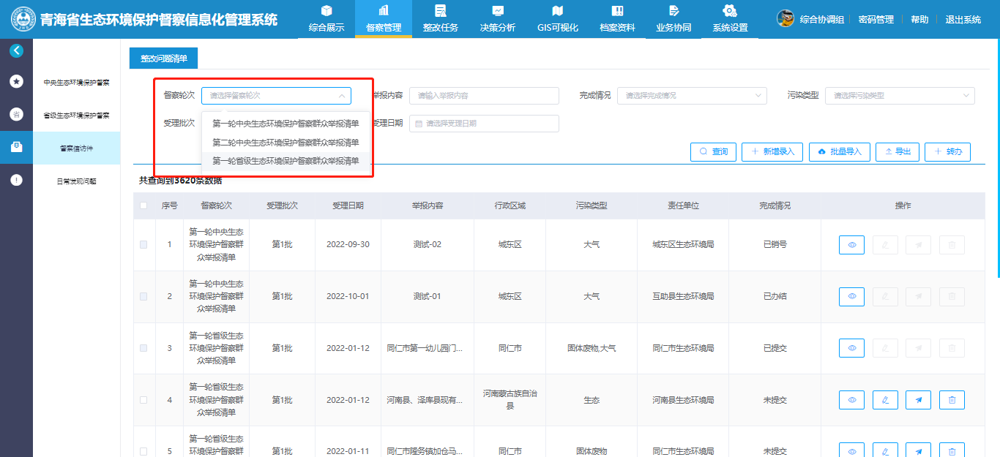 青海省生态环境保护督察信息化管理系统
综合展示 督察管理 整改任务 决策分析 GIS可视化 档案资料 业务协同 系统设置
综合协调组 密码管理 帮助 退出系统
整改问题清单
中央生态环境保护督察
省
省级生态环境保护督察
督察信访件
日常发现问题
督察轮次 请选择督察轮次 举报内容 请输入举报内容 完成情况 请选择完成情况 污染类型 请选择污染类型
受理批次 受理日期 请选择受理日期
第一轮中央生态环境保护督察群众举报清单
第二轮中央生态环境保护督察群众举报清单
第一轮省级生态环境保护督察群众举报清单
查询 新增录入 批量导入 导出 转办
共查询到3620条数据
序号 督察轮次 受理批次 受理日期 举报内容 行政区域 污染类型 责任单位 完成情况 操作
第一轮中央生态
1 环境保护督察群 第1批 2022-09-30 测试-02 城东区 大气 城东区生态环境局 已销号
众举报清单
第一轮中央生态
2 环境保护督察群 第1批 2022-10-01 测试-01 城东区 大气 互助县生态环境局 已办结
众举报清单
第一轮省级生态
3 环境保护督察群 第1批 2022-01-12 同仁市第一幼儿园门... 同仁市 固体废物,大气 同仁市生态环境局 已提交
众举报清单
第一轮省级生态
4 环境保护督察群 第1批 2022-01-12 河南县、泽库县现有... 河南蒙古族自治县 生态 河南县生态环境局 未提交
众举报清单
第一轮省级生态
5 环境保护督察群 第1批 2022-01-11 同仁市隆务镇加仓马... 同仁市 固体废物 同仁市生态环境局 未提交